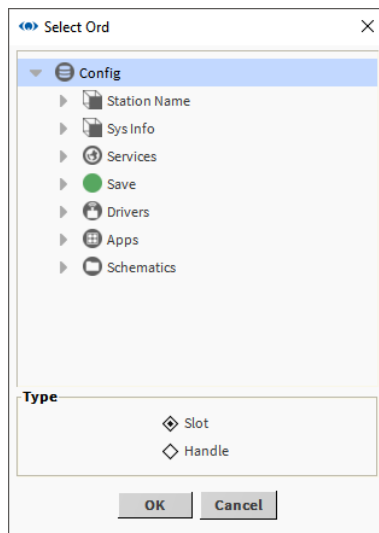 Select Ord
Config
Station Name
Sys Info
Services
Save
Drivers
Apps
Schematics
Type
Slot
Handle
OK Cancel